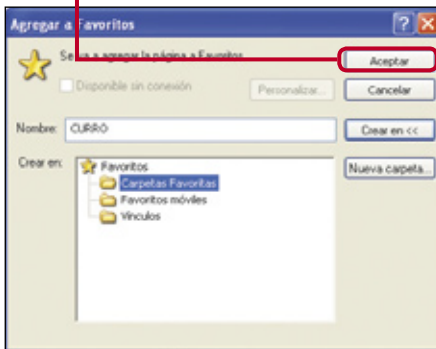 Agregar a Favoritos
Se va a agregar la página a Favoritos
Aceptar
Disponible sin conexión
Personalizar...
Cancelar
Nombre: CURRO
Crear en <<
Crear en:
Favoritos
Nueva carpeta...
Carpetas Favoritas
Favoritos móviles
Vínculos